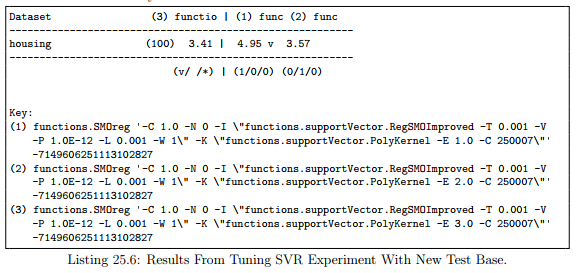 Dataset (3) functio | (1) func (2) func
------------------------------------------------------
housing (100) 3.41 | 4.95 v 3.57
------------------------------------------------------
(v/ /*) | (1/0/0) (0/1/0)
Key:
(1) functions.SMOreg '-C 1.0 -N 0 -I \"functions.supportVector.RegSMOImproved -T 0.001 -V
-P 1.0E-12 -L 0.001 -W 1\" -K \"functions.supportVector.PolyKernel -E 1.0 -C 250007\"'
-7149606251113102827
(2) functions.SMOreg '-C 1.0 -N 0 -I \"functions.supportVector.RegSMOImproved -T 0.001 -V
-P 1.0E-12 -L 0.001 -W 1\" -K \"functions.supportVector.PolyKernel -E 2.0 -C 250007\"'
-7149606251113102827
(3) functions.SMOreg '-C 1.0 -N 0 -I \"functions.supportVector.RegSMOImproved -T 0.001 -V
-P 1.0E-12 -L 0.001 -W 1\" -K \"functions.supportVector.PolyKernel -E 3.0 -C 250007\"'
-7149606251113102827
Listing 25.6: Results From Tuning SVR Experiment With New Test Base.